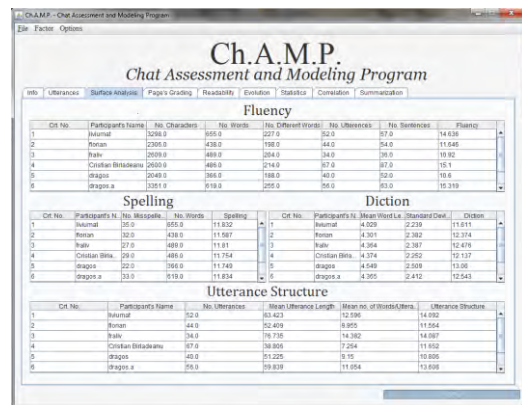 Ch.A.M.P. - Chat Assessment and Modeling Program
File Facter Options
Ch.A.M.P.
Chat Assessment and Modeling Program
Info Utterances Surface Analysis Page's Grading Readability Evolution Statistics Correlation Summarization
Fluency
Crt. No. Participant's Name No. Characters No. Words No. Different Words No. Utterences No. Sentences Fluency
1 liviumat 3298.0 655.0 227.0 52.0 57.0 14.636
2 florian 2306.0 438.0 198.0 44.0 54.0 11.646
3 fraliv 2609.0 489.0 204.0 34.0 36.0 10.92
4 Cristian Birladeanu 2600.0 486.0 214.0 67.0 87.0 15.1
5 dragos 2049.0 366.0 188.0 40.0 52.0 10.6
6 dragos.a 3351.0 619.0 255.0 56.0 63.0 15.319
Spelling
Crt. No. Participant's N... No. Misspelle... No. Words Spelling
1 liviumat 35.0 655.0 11.832
2 florian 32.0 438.0 11.587
3 fraliv 27.0 489.0 11.81
4 Cristian Birla... 29.0 486.0 11.754
5 dragos 22.0 366.0 11.749
6 dragos.a 33.0 619.0 11.834
Diction
Crt. No. Participant's N... Mean Word Le... Standard Devi... Diction
1 liviumat 4.029 2.239 11.611
2 florian 4.301 2.382 12.374
3 fraliv 4.364 2.387 12.476
4 Cristian Birla... 4.374 2.252 12.137
5 dragos 4.549 2.509 13.06
6 dragos.a 4.355 2.412 12.543
Utterance Structure
Crt. No. Participant's Name No. Utterances Mean Utterance Length Mean no. of Words/Uttera... Utterance Structure
1 liviumat 52.0 63.423 12.596 14.092
2 florian 44.0 52.409 9.955 11.564
3 fraliv 34.0 76.735 14.382 14.087
4 Cristian Birladeanu 67.0 38.806 7.254 11.652
5 dragos 40.0 51.225 9.15 10.806
6 dragos.a 56.0 59.839 11.054 13.608